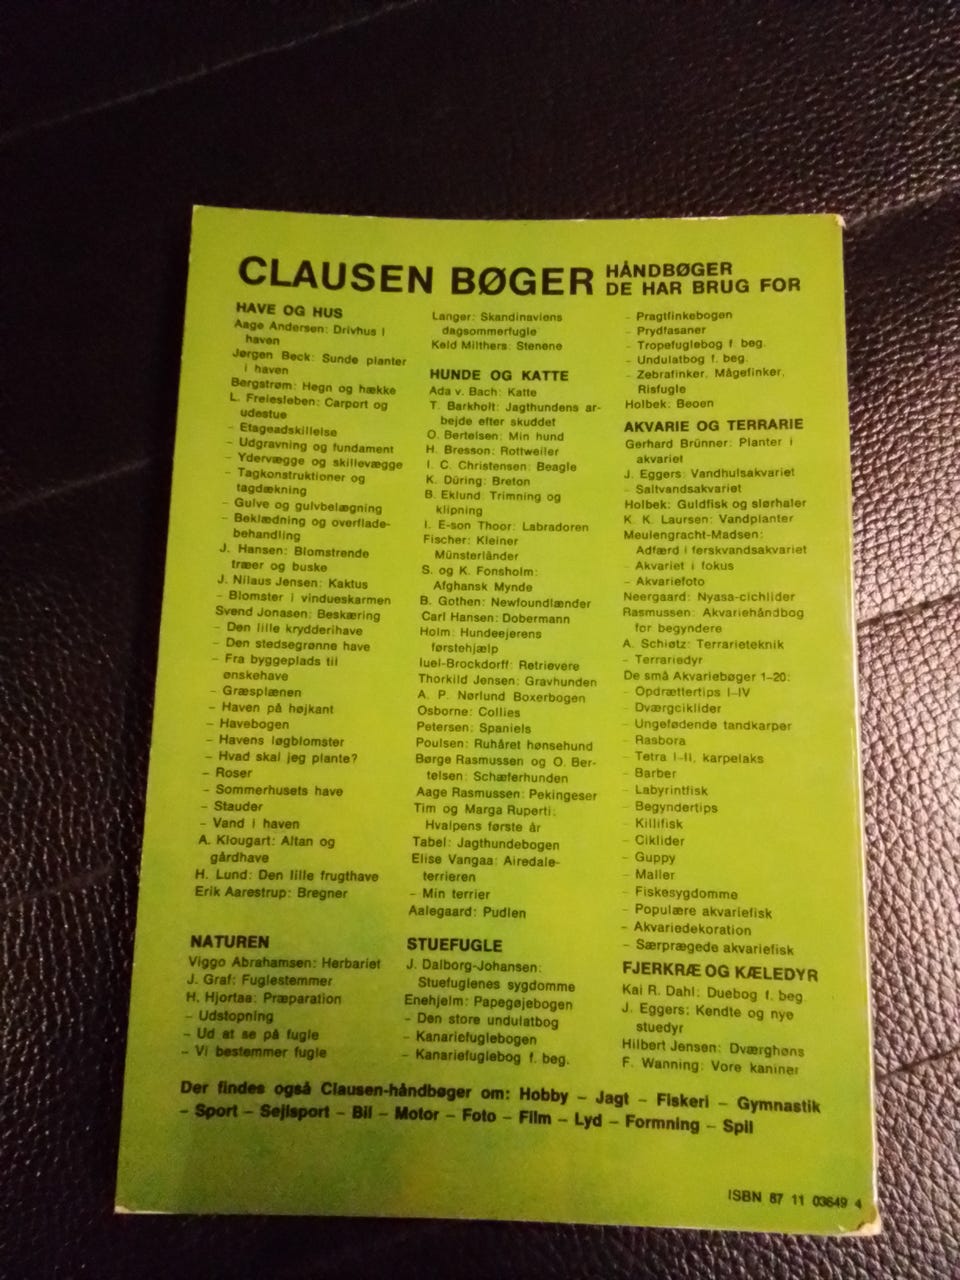 CLAUSEN BØGER
HÅNDBØGER
DE HAR BRUG FOR
HAVE OG HUS
Aage Andersen: Drivhus i
haven
Jørgen Beck: Sunde planter
i haven
Bergstrøm: Hegn og hække
L. Freiesleben: Carport og
udestue
– Etageadskillelse
– Udgravning og fundament
– Ydervægge og skillevægge
– Tagkonstruktioner og
tagdækning
– Gulve og gulvbelægning
– Beklædning og overflade-
behandling
J. Hansen: Blomstrende
træer og buske
J. Nilaus Jensen: Kaktus
– Blomster i vindueskarmen
Svend Jonasen: Beskæring
– Den lille krydderihave
– Den stedsegrønne have
– Fra byggeplads til
ønskehave
– Græsplænen
– Haven på højkant
– Havebogen
– Havens løgblomster
– Hvad skal jeg plante?
– Roser
– Sommerhusets have
– Stauder
– Vand i haven
A. Klougart: Altan og
gårdhave
H. Lund: Den lille frugthave
Erik Aarestrup: Bregner
NATUREN
Viggo Abrahamsen: Herbariet
J. Graf: Fuglestemmer
H. Hjortaa: Præparation
– Udstopning
– Ud at se på fugle
– Vi bestemmer fugle
Langer: Skandinaviens
dagsommerfugle
Keld Milthers: Stenene
HUNDE OG KATTE
Ada v. Bach: Katte
T. Barkholt: Jagthundens ar-
bejde efter skuddet
O. Bertelsen: Min hund
H. Bresson: Rottweiler
I. C. Christensen: Beagle
K. Düring: Breton
B. Eklund: Trimning og
klipning
I. E-son Thoor: Labradoren
Fischer: Kleiner
Münsterländer
S. og K. Fonsholm:
Afghansk Mynde
B. Gothen: Newfoundlænder
Carl Hansen: Dobermann
Holm: Hundeejerens
førstehjælp
Iuel-Brockdorff: Retrievere
Thorkild Jensen: Gravhunden
A. P. Nørlund Boxerbogen
Osborne: Collies
Petersen: Spaniels
Poulsen: Ruhåret hønsehund
Børge Rasmussen og O. Ber-
telsen: Schæferhunden
Aage Rasmussen: Pekingeser
Tim og Marga Ruperti:
Hvalpens første år
Tabel: Jagthundebogen
Elise Vangaa: Airedale-
terrieren
– Min terrier
Aalegaard: Pudlen
STUEFUGLE
J. Dalborg-Johansen:
Stuefuglenes sygdomme
Enehjelm: Papegøjebogen
– Den store undulatbog
– Kanariefuglebogen
– Kanariefuglebog f. beg.
– Pragtfinkebogen
– Prydfasaner
– Tropefuglebog f. beg.
– Undulatbog f. beg.
– Zebrafinker, Mågefinker,
Risfugle
Holbek: Beoen
AKVARIE OG TERRARIE
Gerhard Brünner: Planter i
akvariet
J. Eggers: Vandhulsakvariet
– Saltvandsakvariet
Holbek: Guldfisk og slørhaler
K. K. Laursen: Vandplanter
Meulengracht-Madsen:
Adfærd i ferskvandsakvariet
– Akvariet i fokus
– Akvariefoto
Neergaard: Nyasa-cichlider
Rasmussen: Akvariehåndbog
for begyndere
A. Schiøtz: Terrarieteknik
– Terrariedyr
De små Akvariebøger 1–20:
– Opdrættertips I–IV
– Dværgciklider
– Ungefødende tandkarper
– Rasbora
– Tetra I–II, karpelaks
– Barber
– Labyrintfisk
– Begyndertips
– Killifisk
– Ciklider
– Guppy
– Maller
– Fiskesygdomme
– Populære akvariefisk
– Akvariedekoration
– Særprægede akvariefisk
FJERKRÆ OG KÆLEDYR
Kai R. Dahl: Duebog f. beg.
J. Eggers: Kendte og nye
stuedyr
Hilbert Jensen: Dværghøns
F. Wanning: Vore kaniner
Der findes også Clausen-håndbøger om: Hobby – Jagt – Fiskeri – Gymnastik
– Sport – Sejlsport – Bil – Motor – Foto – Film – Lyd – Formning – Spil
ISBN 87 11 03649 4